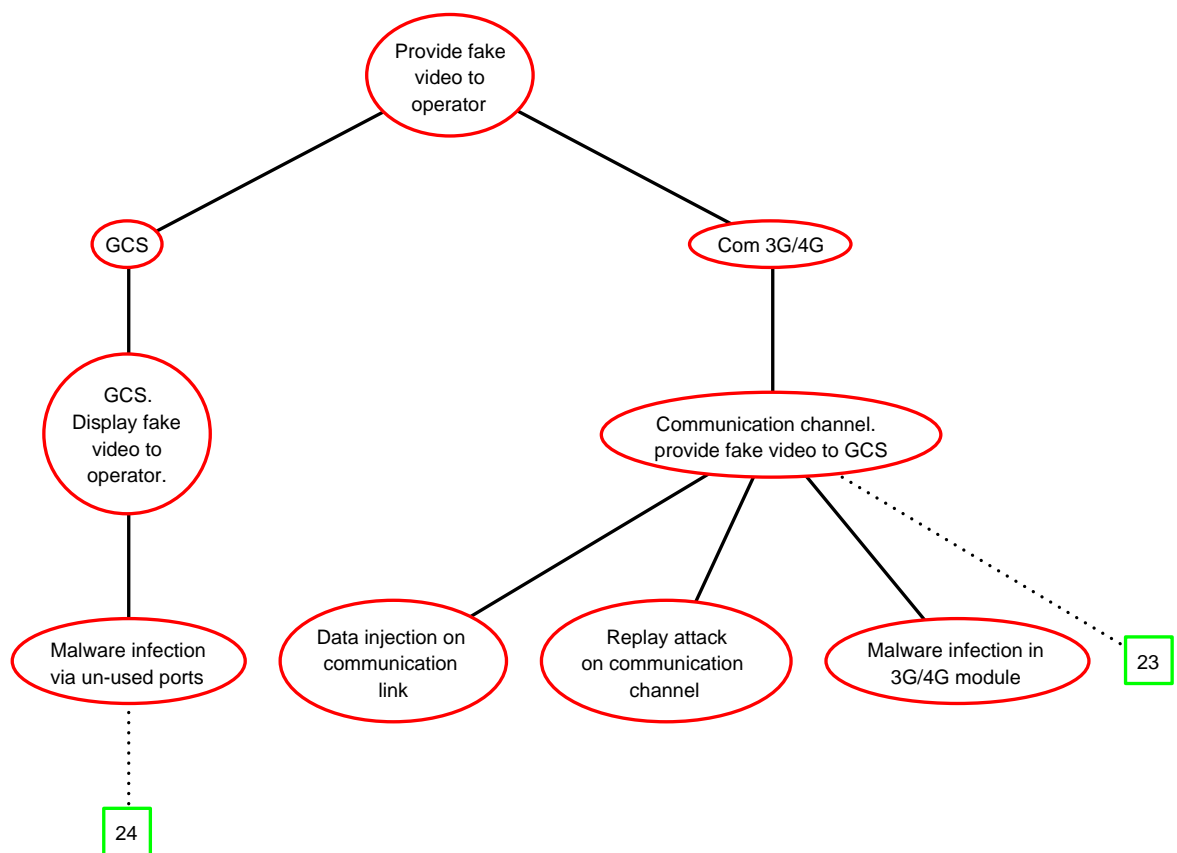 Provide fake
video to
operator
GCS
Com 3G/4G
GCS.
Display fake
video to
operator.
Communication channel.
provide fake video to GCS
Malware infection
via un-used ports
Data injection on
communication
link
Replay attack
on communication
channel
Malware infection in
3G/4G module
23
24